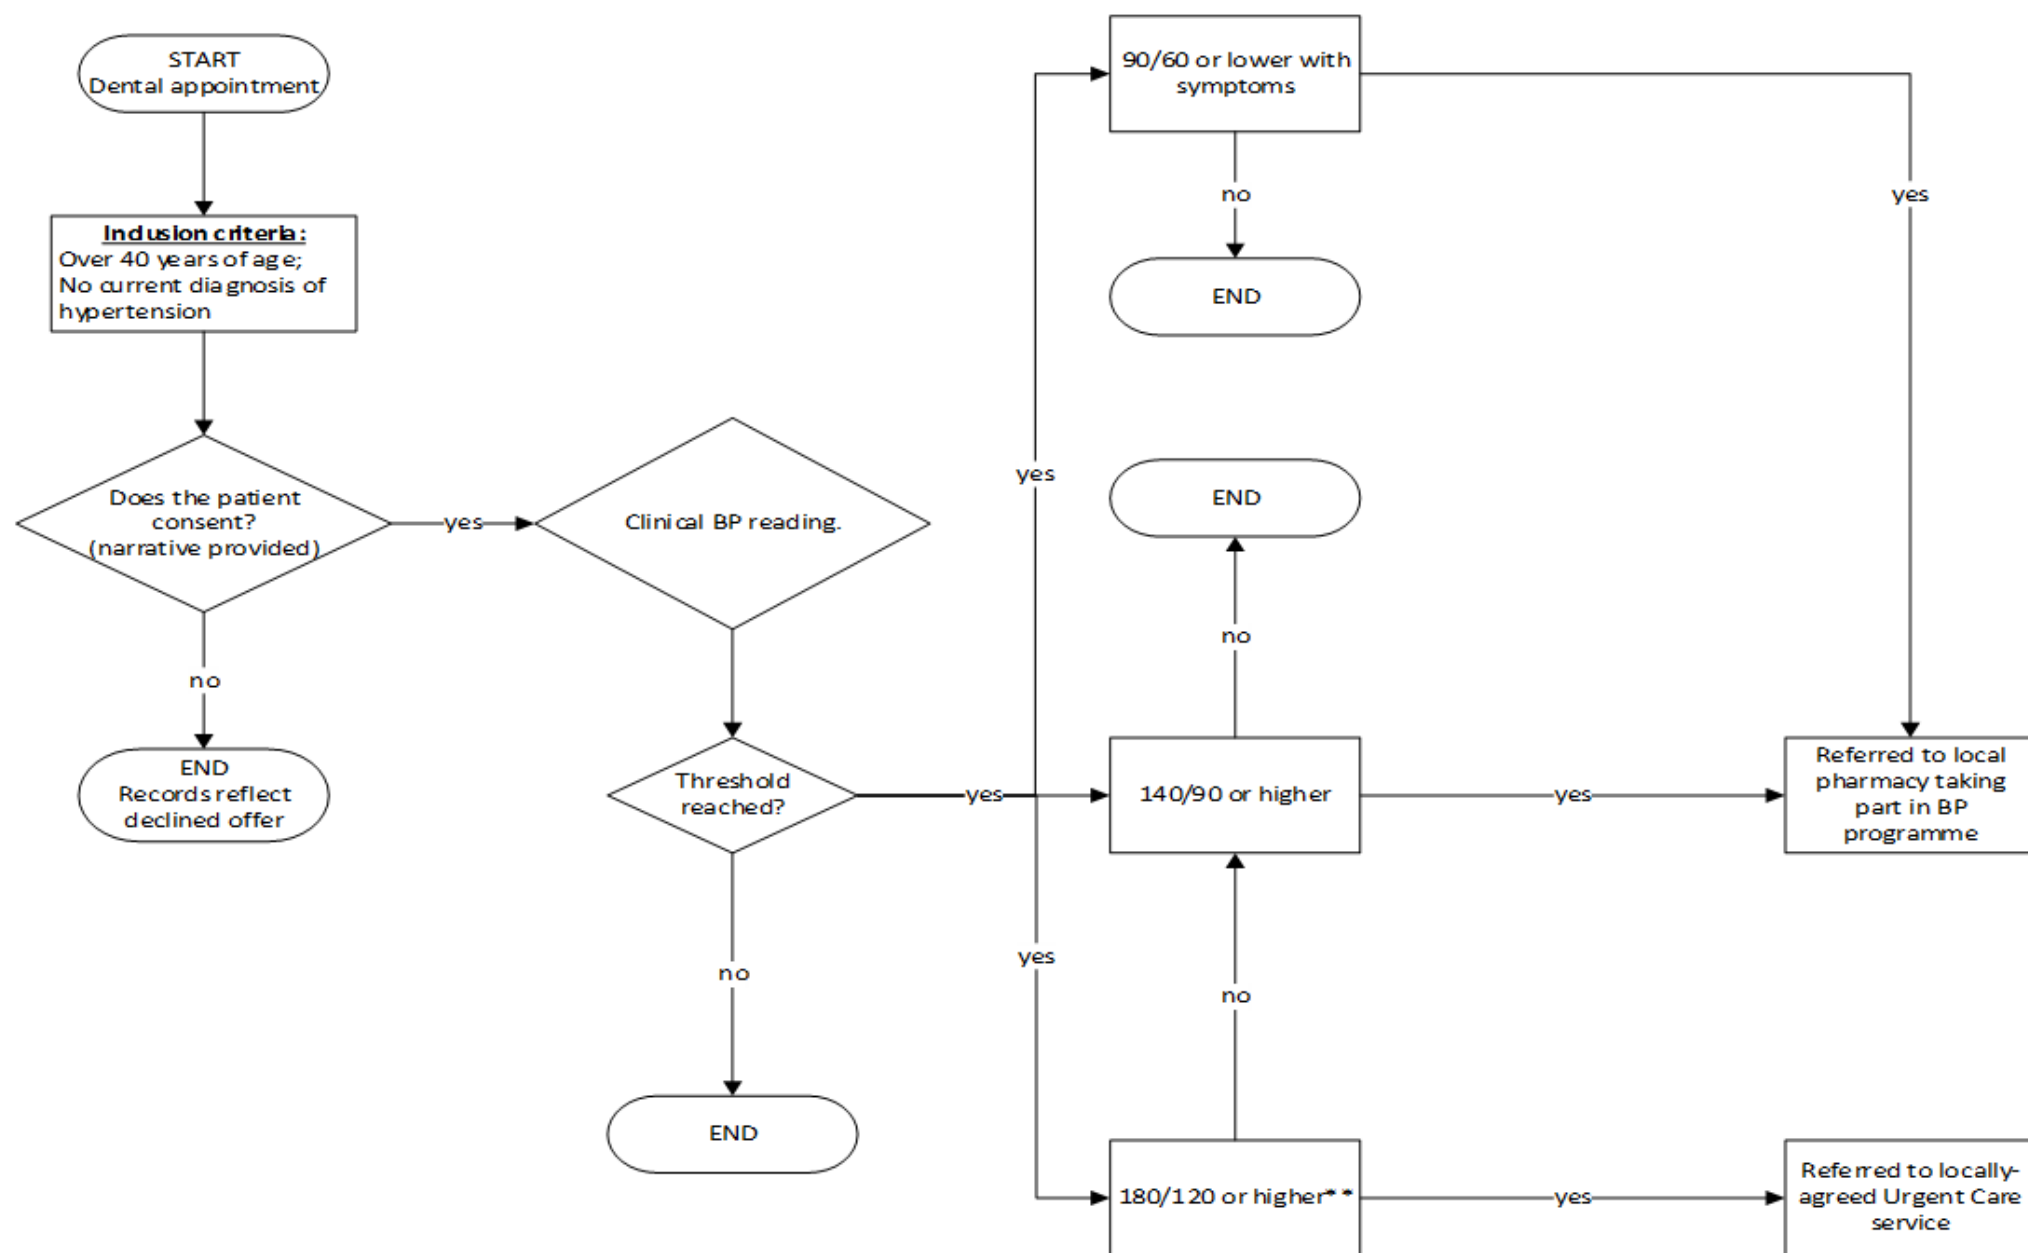 START
Dental appointment
Inclusion criteria:
Over 40 years of age;
No current diagnosis of
hypertension
Does the patient
consent?
(narrative provided)
yes
no
END
Records reflect
declined offer
Clinical BP reading.
Threshold
reached?
yes
no
END
yes
90/60 or lower with
symptoms
no
END
yes
END
no
140/90 or higher
yes
Referred to local
pharmacy taking
part in BP
programme
yes
no
180/120 or higher**
yes
Referred to locally-
agreed Urgent Care
service